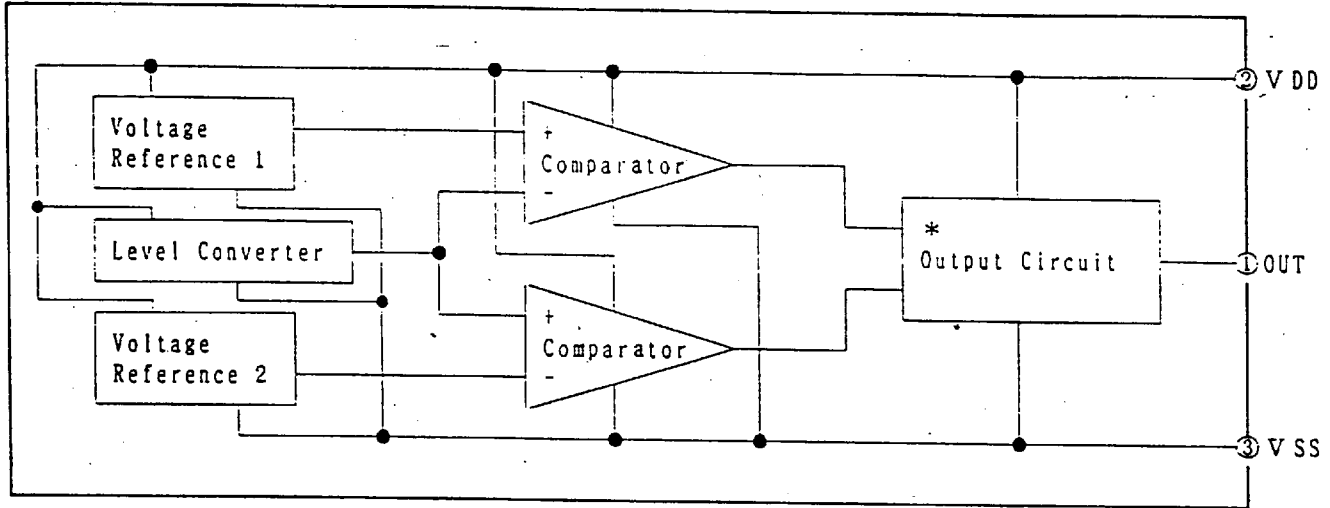 ② V DD
Voltage
Reference 1
+
Comparator
-
Level Converter
*
Output Circuit
① OUT
Voltage
Reference 2
+
Comparator
-
③ V SS